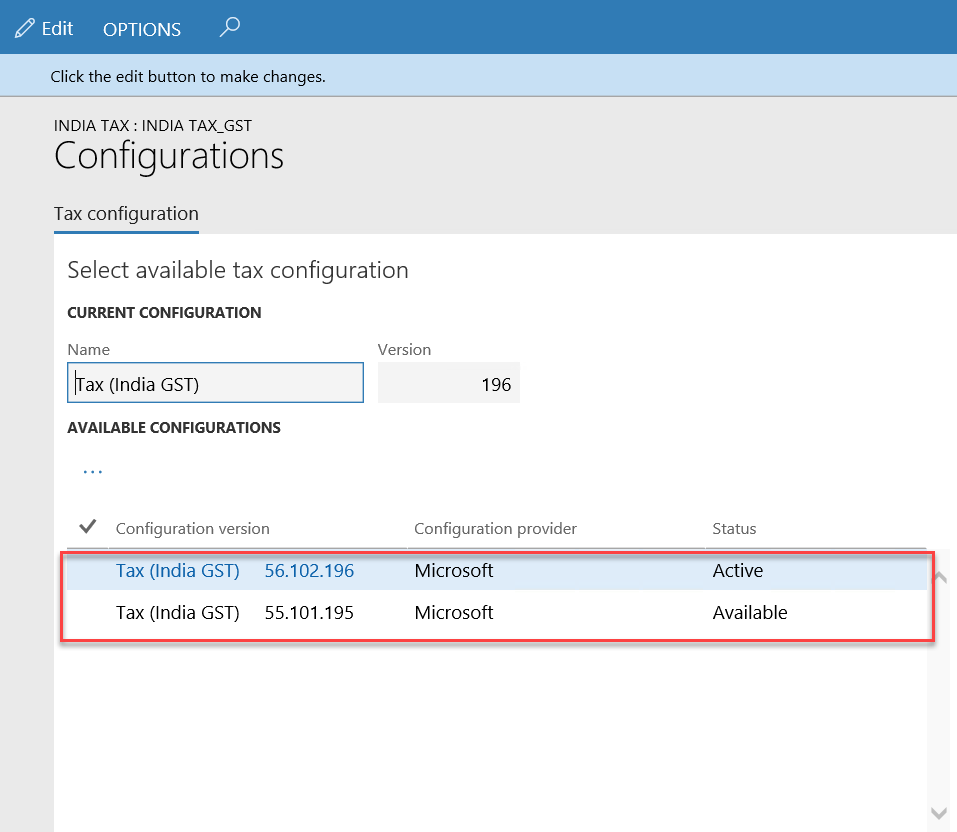 Edit OPTIONS
Click the edit button to make changes.
INDIA TAX : INDIA TAX_GST
Configurations
Tax configuration
Select available tax configuration
CURRENT CONFIGURATION
Name Version
Tax (India GST) 196
AVAILABLE CONFIGURATIONS
...
Configuration version Configuration provider Status
Tax (India GST) 56.102.196 Microsoft Active
Tax (India GST) 55.101.195 Microsoft Available